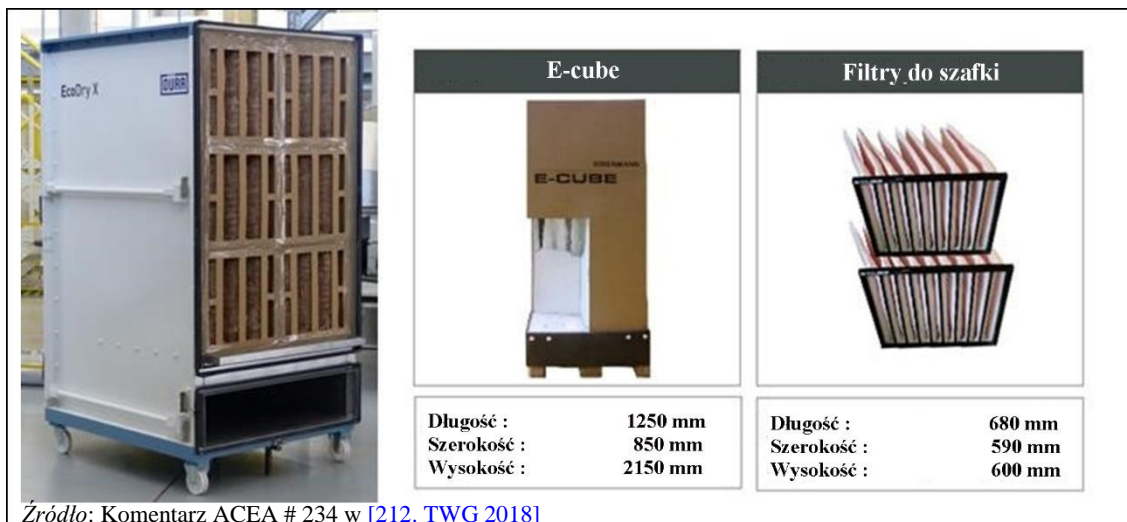 EcoDry X
DÜRR
E-cube
EISENMANN
E-CUBE
Długość : 1250 mm
Szerokość : 850 mm
Wysokość : 2150 mm
Filtry do szafki
Długość : 680 mm
Szerokość : 590 mm
Wysokość : 600 mm
Źródło: Komentarz ACEA # 234 w [212. TWG 2018]